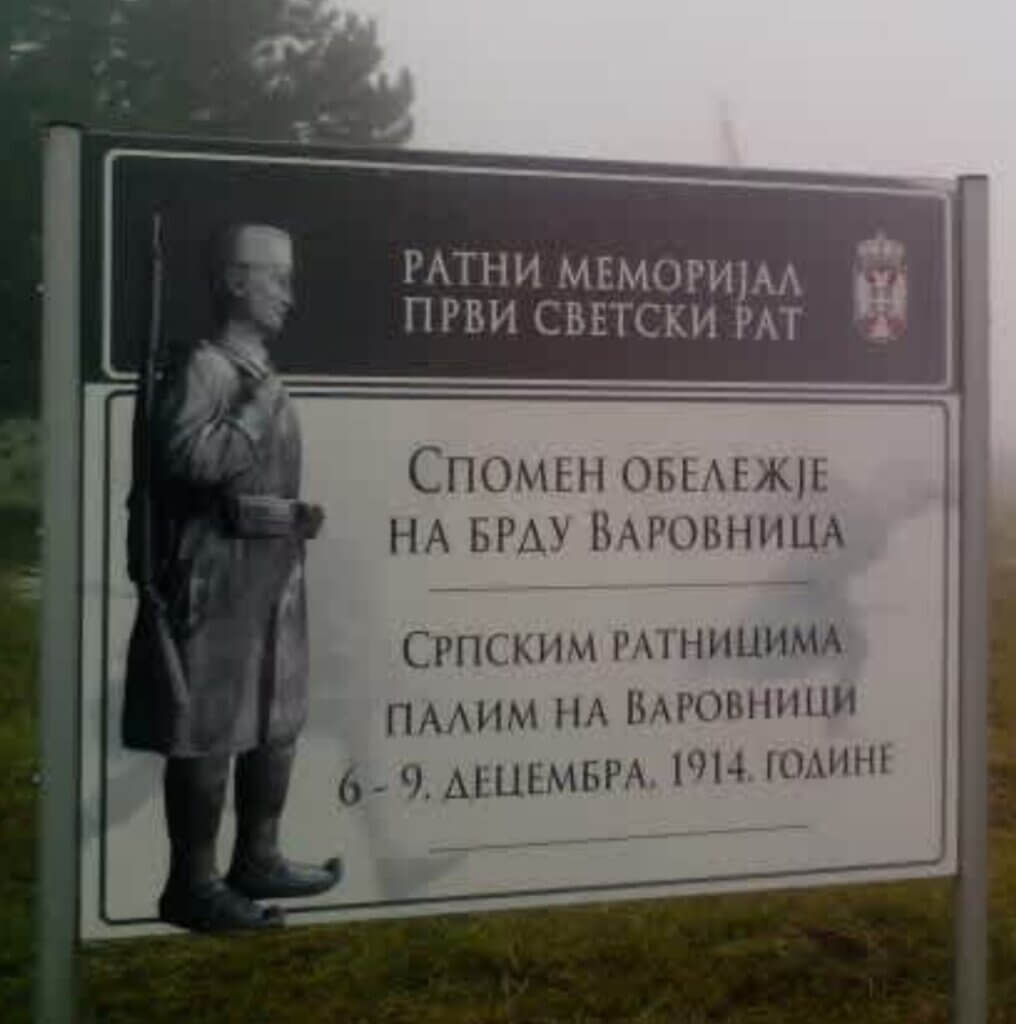 РАТНИ МЕМОРИЈАЛ
ПРВИ СВЕТСКИ РАТ
СПОМЕН ОБЕЛЕЖЈЕ
НА БРДУ ВАРОВНИЦА
СРПСКИМ РАТНИЦИМА
ПАЛИМ НА ВАРОВНИЦИ
6 - 9. ДЕЦЕМБРА, 1914. ГОДИНЕ